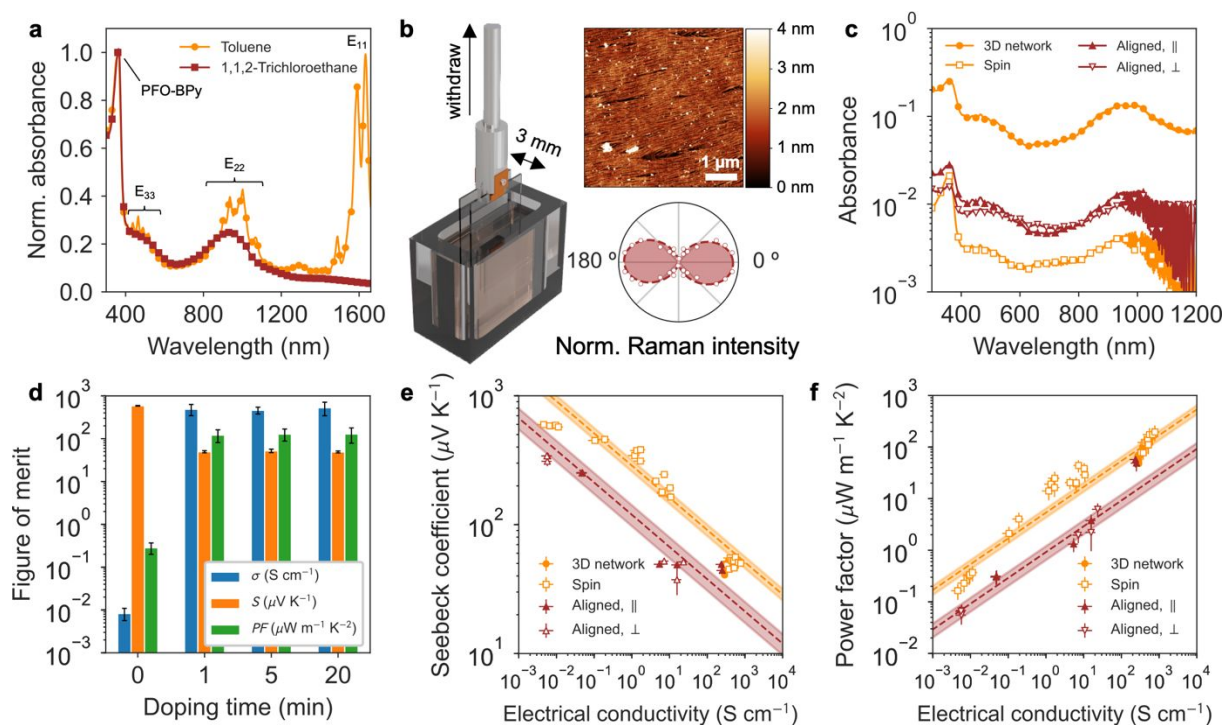 a
Toluene
1,1,2-Trichloroethane
E₁₁
PFO-BPy
E₃₃
E₂₂
1.0
0.8
0.6
0.4
0.2
0.0
400
800
1200
1600
Norm. absorbance
Wavelength (nm)
b
withdraw
3 mm
1 µm
4 nm
3 nm
2 nm
1 nm
0 nm
180 º
0 º
Norm. Raman intensity
c
3D network
Spin
Aligned, ||
Aligned, ⊥
10⁰
10⁻¹
10⁻²
10⁻³
400
600
800
1000
1200
Absorbance
Wavelength (nm)
d
10³
10²
10¹
10⁰
10⁻¹
10⁻²
10⁻³
σ (S cm⁻¹)
S (μV K⁻¹)
PF (μW m⁻¹ K⁻²)
0
1
5
20
Figure of merit
Doping time (min)
e
10³
10²
10¹
3D network
Spin
Aligned, ||
Aligned, ⊥
10⁻³ 10⁻² 10⁻¹ 10⁰ 10¹ 10² 10³ 10⁴
Seebeck coefficient (μV K⁻¹)
Electrical conductivity (S cm⁻¹)
f
10³
10²
10¹
10⁰
10⁻¹
10⁻²
3D network
Spin
Aligned, ||
Aligned, ⊥
10⁻³ 10⁻² 10⁻¹ 10⁰ 10¹ 10² 10³ 10⁴
Power factor (μW m⁻¹ K⁻²)
Electrical conductivity (S cm⁻¹)